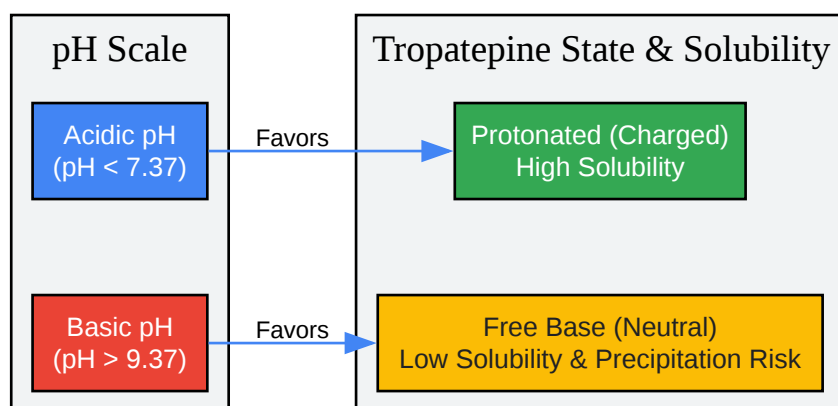 pH Scale
Tropatepine State & Solubility
Acidic pH
(pH < 7.37)
Favors
Protonated (Charged)
High Solubility
Basic pH
(pH > 9.37)
Favors
Free Base (Neutral)
Low Solubility & Precipitation Risk